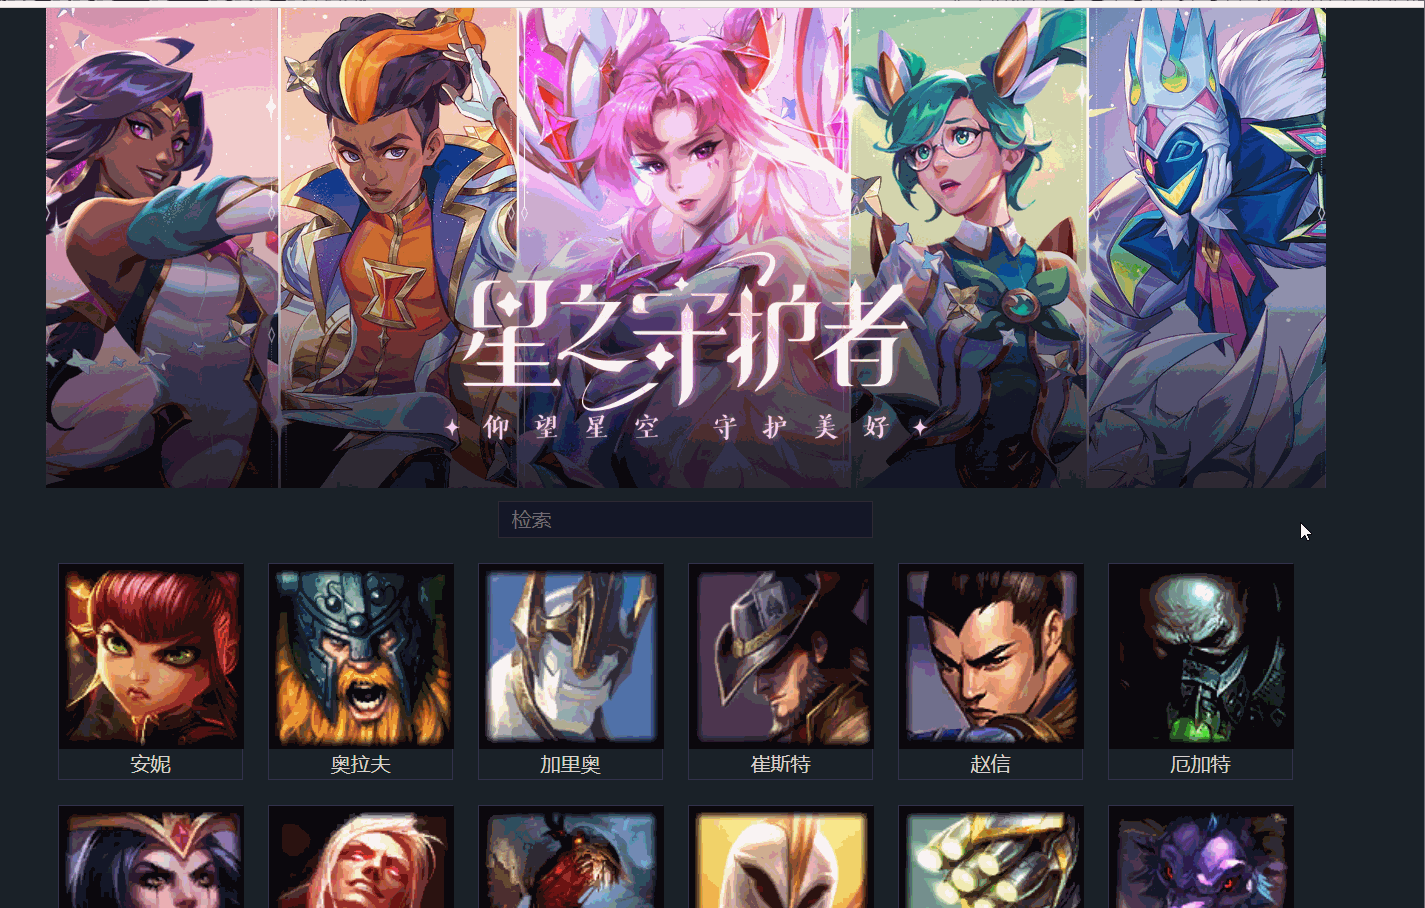 星之守护者
仰望星空 守护美好
检索
安妮
奥拉夫
加里奥
崔斯特
赵信
厄加特